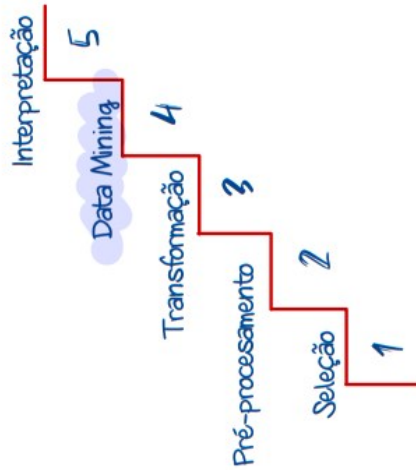 Interpretação
5
Data Mining
4
Transformação
3
Pré-procesamento
2
Seleção
1